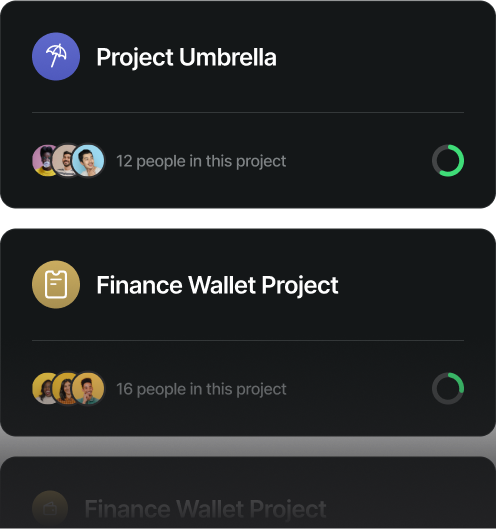 Project Umbrella
12 people in this project
Finance Wallet Project
16 people in this project
Finance Wallet Project